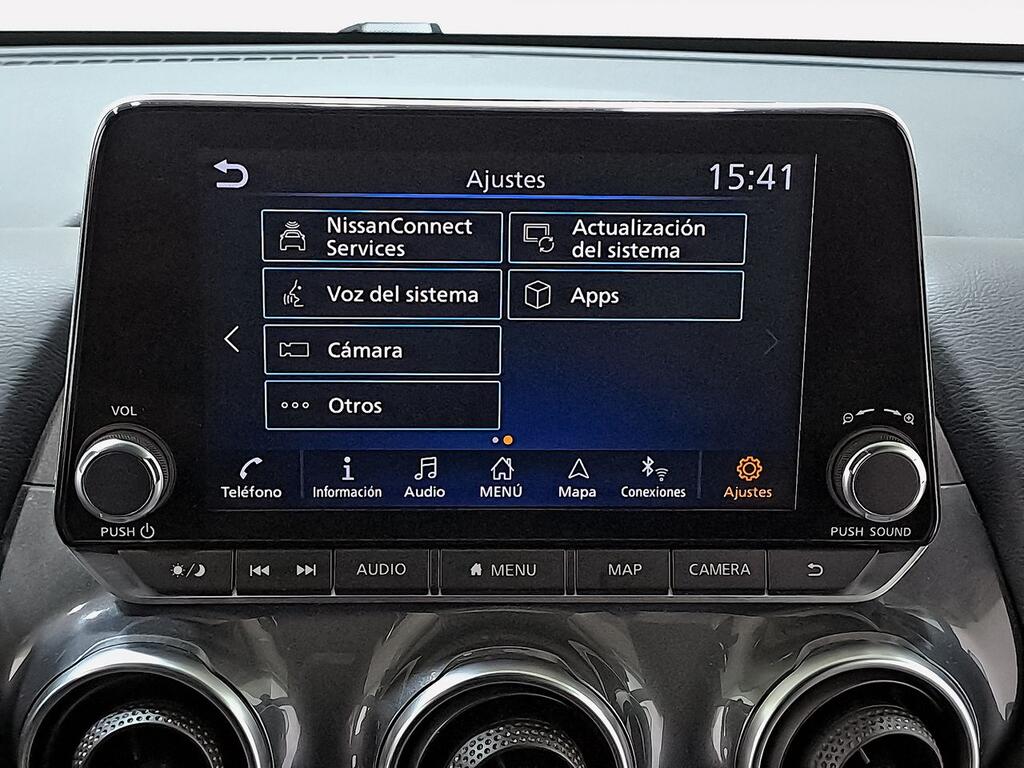 Ajustes
15:41
NissanConnect
Services
Actualización
del sistema
Voz del sistema
Apps
Cámara
Otros
Teléfono
Información
Audio
MENÚ
Mapa
Conexiones
Ajustes
VOL
PUSH
PUSH SOUND
AUDIO
MENU
MAP
CAMERA